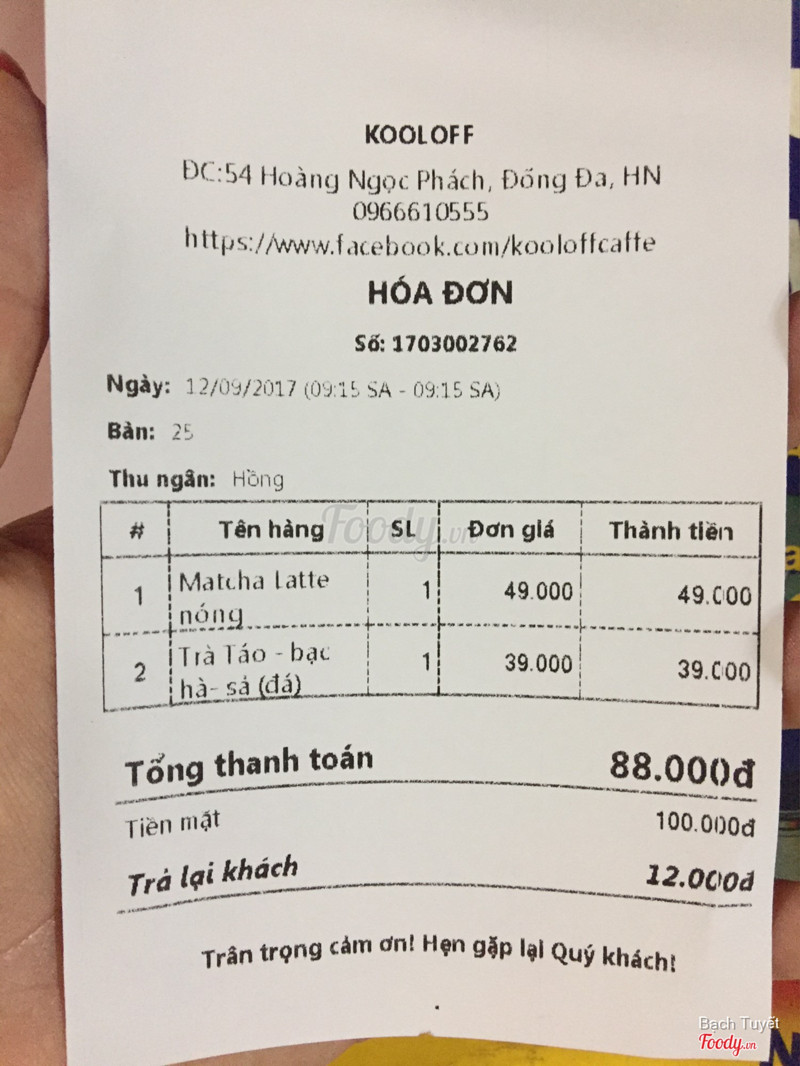 KOOLOFF
ĐC:54 Hoàng Ngọc Phách, Đống Đa, HN
0966610555
https://www.facebook.com/kooloffcaffe
HÓA ĐƠN
Số: 1703002762
Ngày: 12/09/2017 (09:15 SA - 09:15 SA)
Bàn: 25
Thu ngân: Hồng
# Tên hàng SL Đơn giá Thành tiền
1 Matcha Latte nóng 1 49.000 49.000
2 Trà Táo - bạc hà- sả (đá) 1 39.000 39.000
Tổng thanh toán 88.000đ
Tiền mặt 100.000đ
Trả lại khách 12.000đ
Trân trọng cảm ơn! Hẹn gặp lại Quý khách!
Foody.vn
Bạch Tuyết
Foody.vn